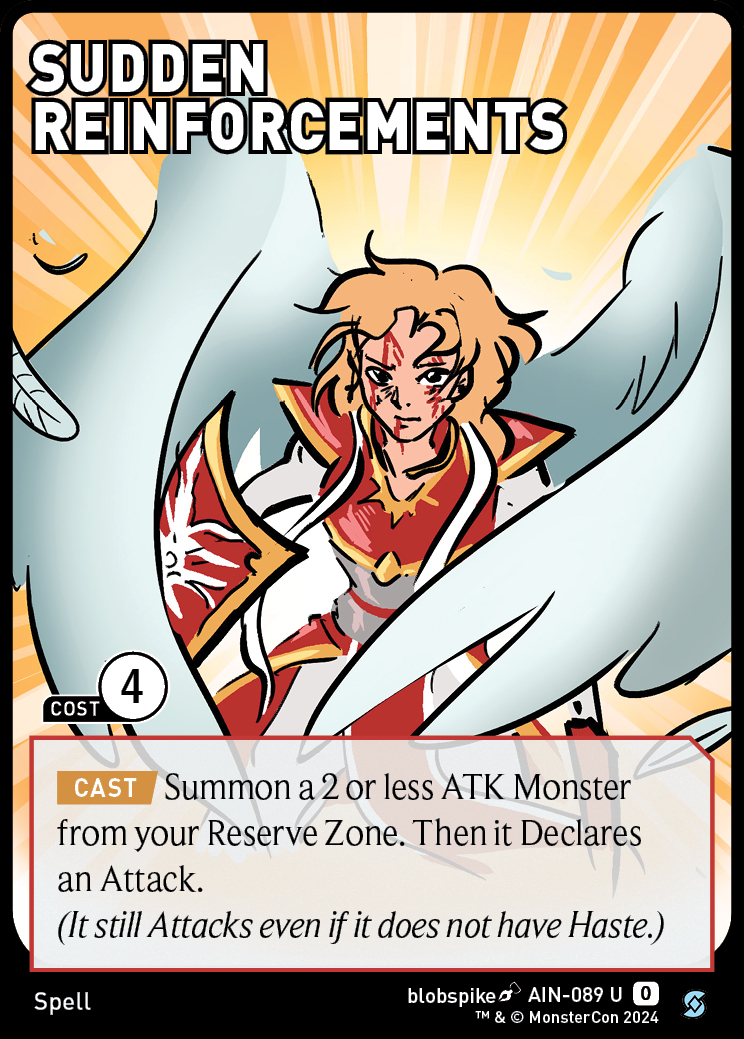 SUDDEN
REINFORCEMENTS
COST 4
CAST Summon a 2 or less ATK Monster
from your Reserve Zone. Then it Declares
an Attack.
(It still Attacks even if it does not have Haste.)
Spell
blobspike AIN-089 U 0
™ & © MonsterCon 2024